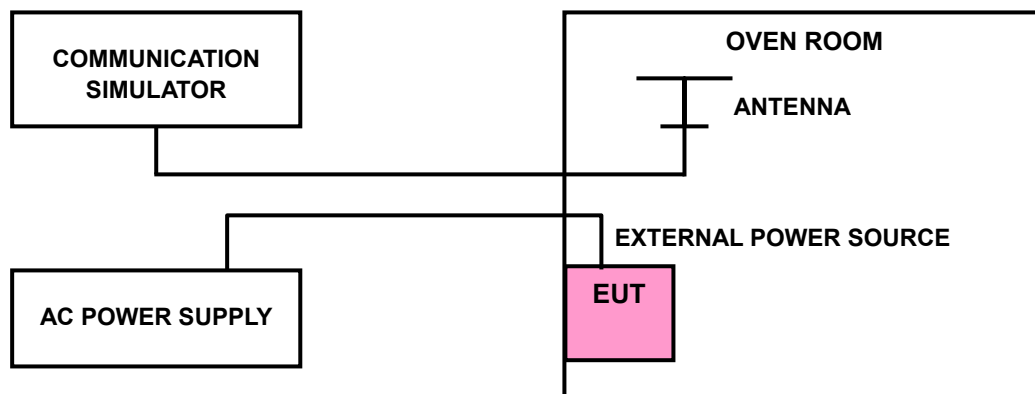 COMMUNICATION
SIMULATOR
OVEN ROOM
ANTENNA
EXTERNAL POWER SOURCE
AC POWER SUPPLY
EUT